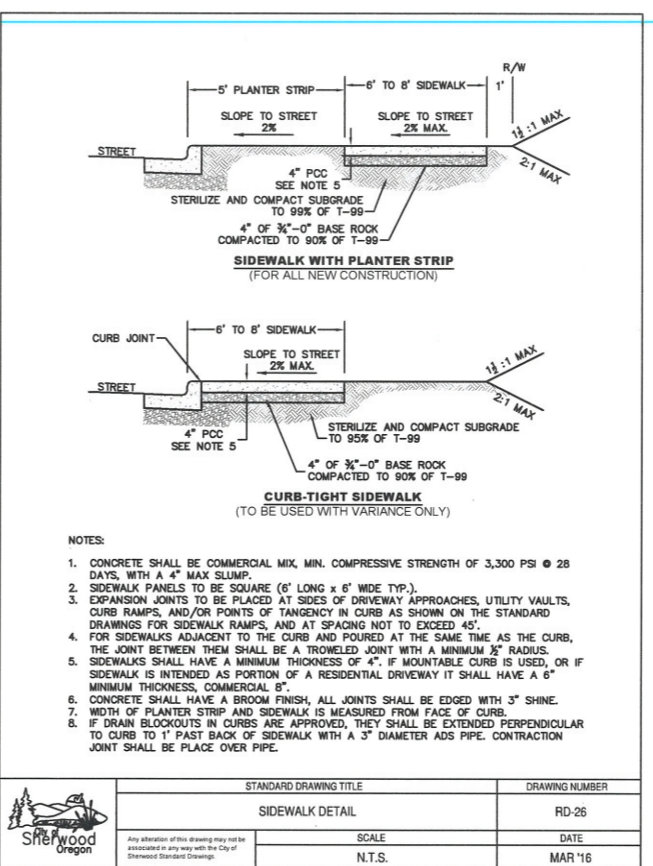 R/W
5' PLANTER STRIP
6' TO 8' SIDEWALK
1'
SLOPE TO STREET
2%
SLOPE TO STREET
2% MAX.
1½:1 MAX
STREET
2:1 MAX
4" PCC
SEE NOTE 5
STERILIZE AND COMPACT SUBGRADE
TO 99% OF T-99
4" OF ¾"-0" BASE ROCK
COMPACTED TO 90% OF T-99
SIDEWALK WITH PLANTER STRIP
(FOR ALL NEW CONSTRUCTION)
6' TO 8' SIDEWALK
CURB JOINT
SLOPE TO STREET
2% MAX.
1½:1 MAX
STREET
2:1 MAX
4" PCC
SEE NOTE 5
STERILIZE AND COMPACT SUBGRADE
TO 95% OF T-99
4" OF ¾"-0" BASE ROCK
COMPACTED TO 90% OF T-99
CURB-TIGHT SIDEWALK
(TO BE USED WITH VARIANCE ONLY)
NOTES:
1. CONCRETE SHALL BE COMMERCIAL MIX, MIN. COMPRESSIVE STRENGTH OF 3,300 PSI @ 28
DAYS, WITH A 4" MAX SLUMP.
2. SIDEWALK PANELS TO BE SQUARE (6' LONG x 6' WIDE TYP.).
3. EXPANSION JOINTS TO BE PLACED AT SIDES OF DRIVEWAY APPROACHES, UTILITY VAULTS,
CURB RAMPS, AND/OR POINTS OF TANGENCY IN CURB AS SHOWN ON THE STANDARD
DRAWINGS FOR SIDEWALK RAMPS, AND AT SPACING NOT TO EXCEED 45'.
4. FOR SIDEWALKS ADJACENT TO THE CURB AND POURED AT THE SAME TIME AS THE CURB,
THE JOINT BETWEEN THEM SHALL BE A TROWELED JOINT WITH A MINIMUM ½" RADIUS.
5. SIDEWALKS SHALL HAVE A MINIMUM THICKNESS OF 4". IF MOUNTABLE CURB IS USED, OR IF
SIDEWALK IS INTENDED AS PORTION OF A RESIDENTIAL DRIVEWAY IT SHALL HAVE A 6"
MINIMUM THICKNESS, COMMERCIAL 8".
6. CONCRETE SHALL HAVE A BROOM FINISH, ALL JOINTS SHALL BE EDGED WITH 3" SHINE.
7. WIDTH OF PLANTER STRIP AND SIDEWALK IS MEASURED FROM FACE OF CURB.
8. IF DRAIN BLOCKOUTS IN CURBS ARE APPROVED, THEY SHALL BE EXTENDED PERPENDICULAR
TO CURB TO 1' PAST BACK OF SIDEWALK WITH A 3" DIAMETER ADS PIPE. CONTRACTION
JOINT SHALL BE PLACE OVER PIPE.
City of
Sherwood
Oregon
STANDARD DRAWING TITLE
DRAWING NUMBER
SIDEWALK DETAIL
RD-26
Any alteration of this drawing may not be
associated in any way with the City of
Sherwood Standard Drawings.
SCALE
DATE
N.T.S.
MAR '16